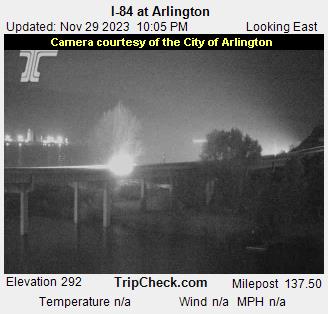 I-84 at Arlington
Updated: Nov 29 2023 10:05 PM Looking East
Camera courtesy of the City of Arlington
Elevation 292 TripCheck.com Milepost 137.50
Temperature n/a Wind n/a MPH n/a